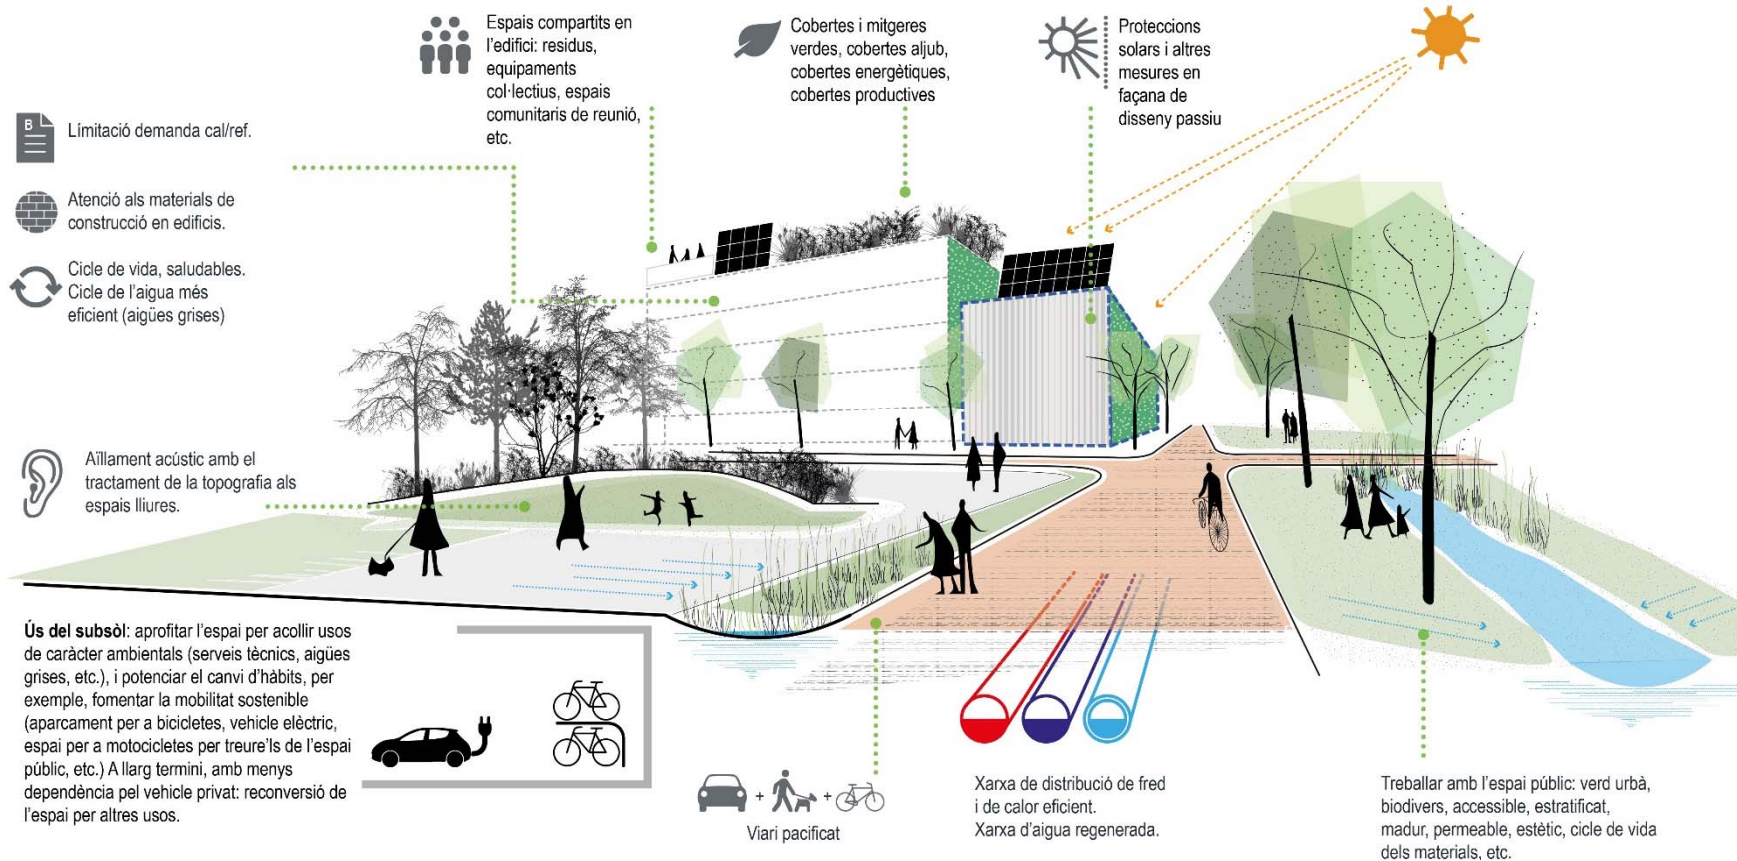 Espais compartits en
l'edifici: residus,
equipaments
col·lectius, espais
comunitaris de reunió,
etc.
Cobertes i mitgeres
verdes, cobertes aljub,
cobertes energètiques,
cobertes productives
Proteccions
solars i altres
mesures en
façana de
disseny passiu
B
Límitació demanda cal/ref.
Atenció als materials de
construcció en edificis.
Cicle de vida, saludables.
Cicle de l'aigua més
eficient (aigües grises)
Aïllament acústic amb el
tractament de la topografia als
espais lliures.
Ús del subsòl: aprofitar l'espai per acollir usos
de caràcter ambientals (serveis tècnics, aigües
grises, etc.), i potenciar el canvi d'hàbits, per
exemple, fomentar la mobilitat sostenible
(aparcament per a bicicletes, vehicle elèctric,
espai per a motocicletes per treure'ls de l'espai
públic, etc.) A llarg termini, amb menys
dependència pel vehicle privat: reconversió de
l'espai per altres usos.
+ +
Viari pacificat
Xarxa de distribució de fred
i de calor eficient.
Xarxa d'aigua regenerada.
Treballar amb l'espai públic: verd urbà,
biodivers, accessible, estratificat,
madur, permeable, estètic, cicle de vida
dels materials, etc.